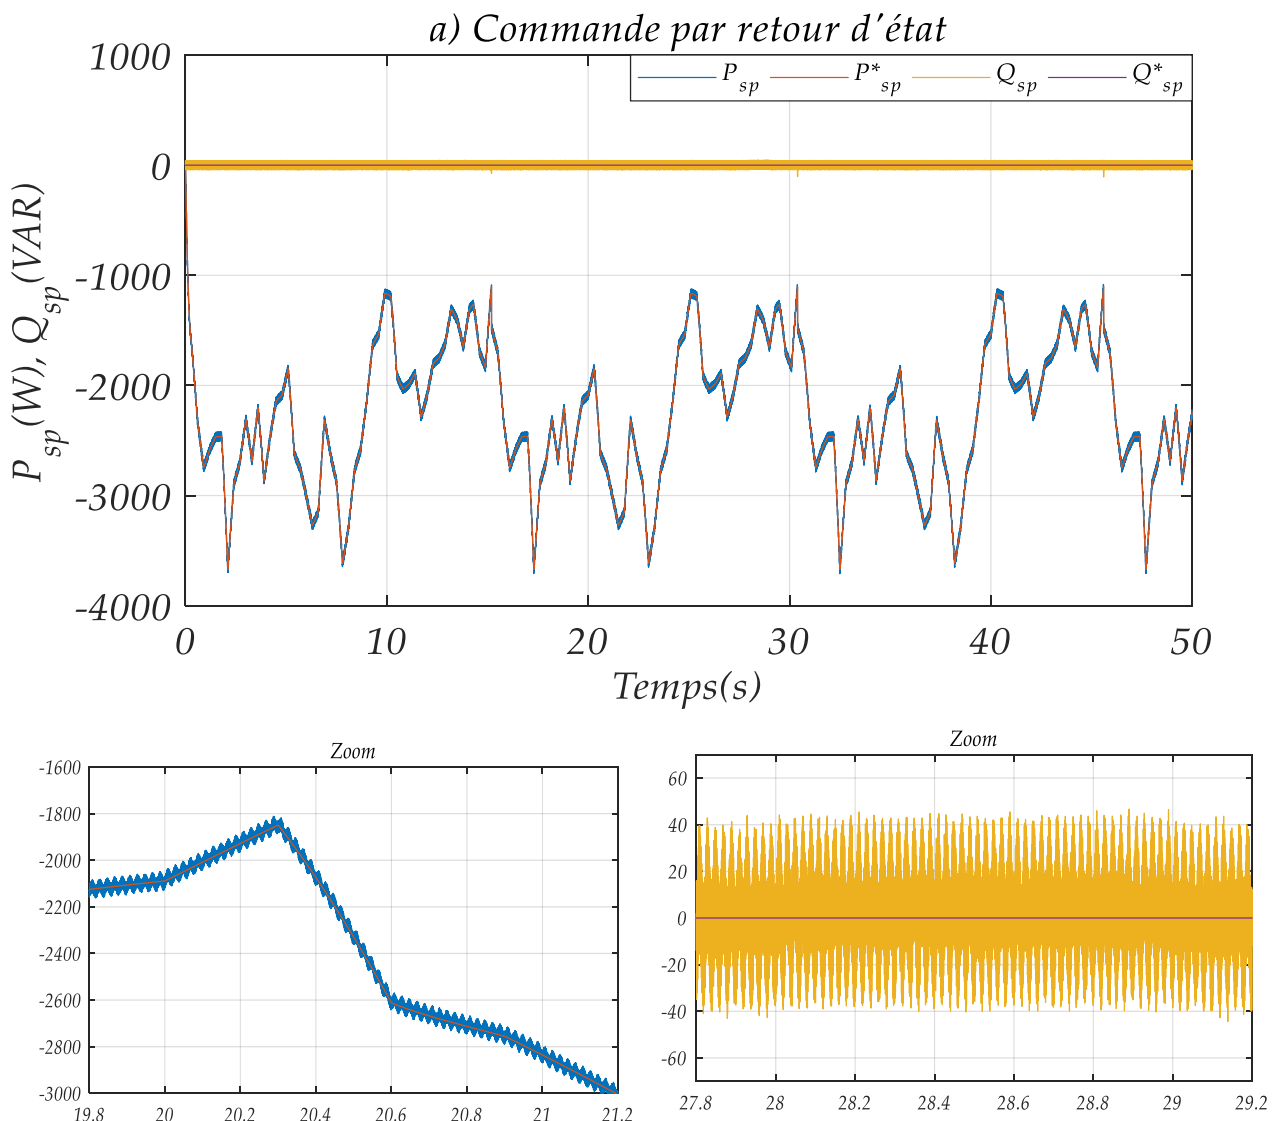 a) Commande par retour d'état
P_sp P*_sp Q_sp Q*_sp
P_sp(W), Q_sp(VAR)
1000
0
-1000
-2000
-3000
-4000
0 10 20 30 40 50
Temps(s)
Zoom
-1600
-1800
-2000
-2200
-2400
-2600
-2800
-3000
19.8 20 20.2 20.4 20.6 20.8 21 21.2
Zoom
60
40
20
0
-20
-40
-60
27.8 28 28.2 28.4 28.6 28.8 29 29.2